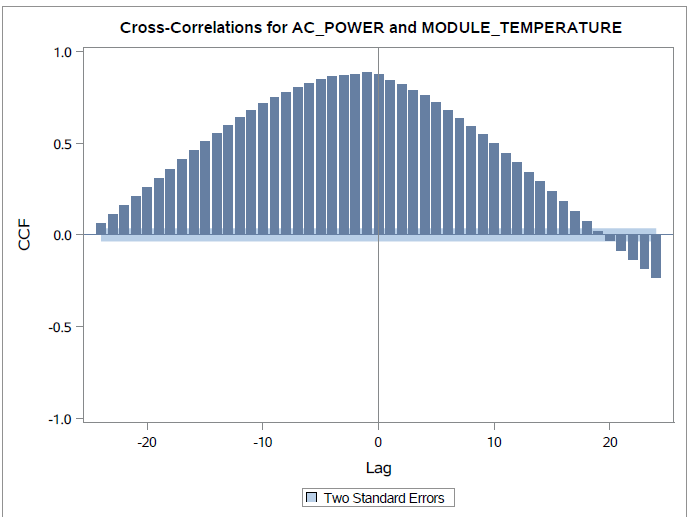 Cross-Correlations for AC_POWER and MODULE_TEMPERATURE
1.0
0.5
0.0
-0.5
-1.0
CCF
-20 -10 0 10 20
Lag
Two Standard Errors